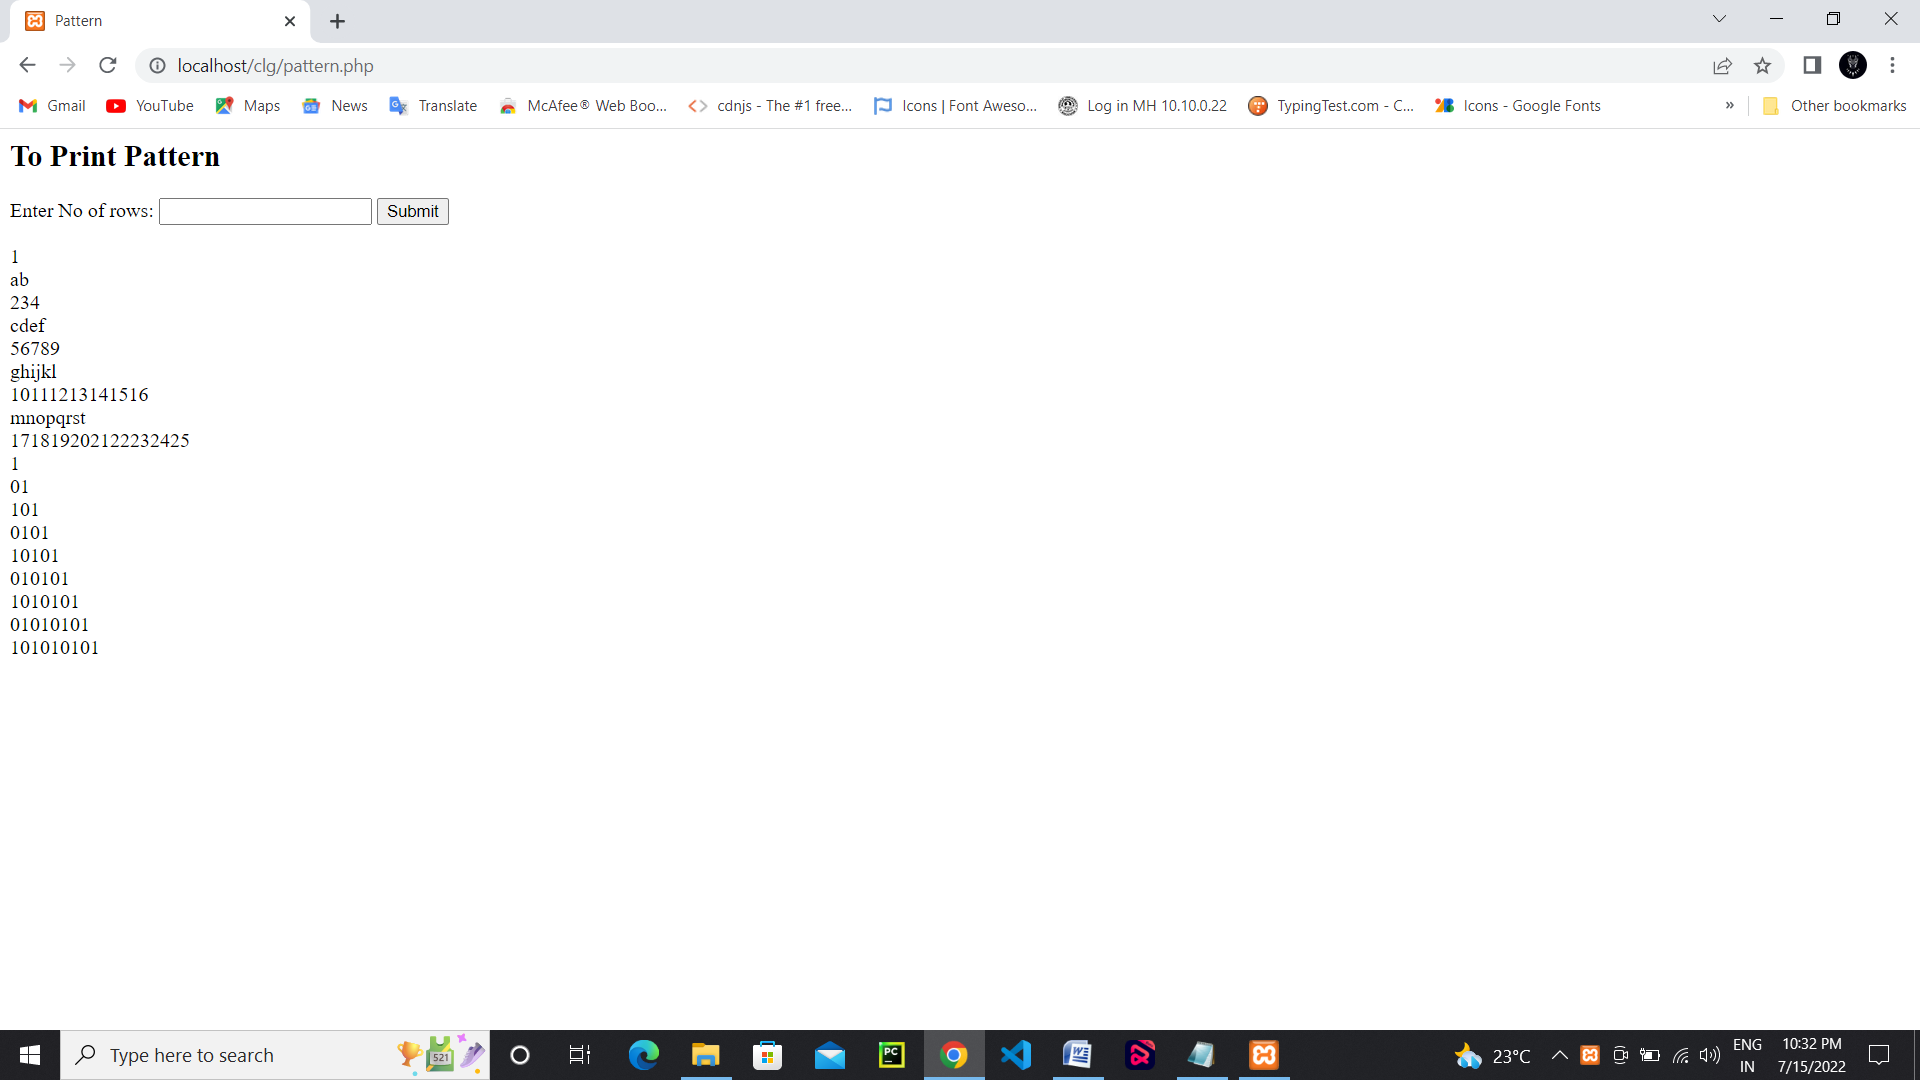 Pattern
localhost/clg/pattern.php
Gmail YouTube Maps News Translate McAfee® Web Boo... cdnjs - The #1 free... Icons | Font Aweso... Log in MH 10.10.0.22 TypingTest.com - C... Icons - Google Fonts » Other bookmarks
To Print Pattern
Enter No of rows: Submit
1
ab
234
cdef
56789
ghijkl
10111213141516
mnopqrst
171819202122232425
1
01
101
0101
10101
010101
1010101
01010101
101010101
Type here to search 521 PC W 23°C ENG 10:32 PM
IN 7/15/2022